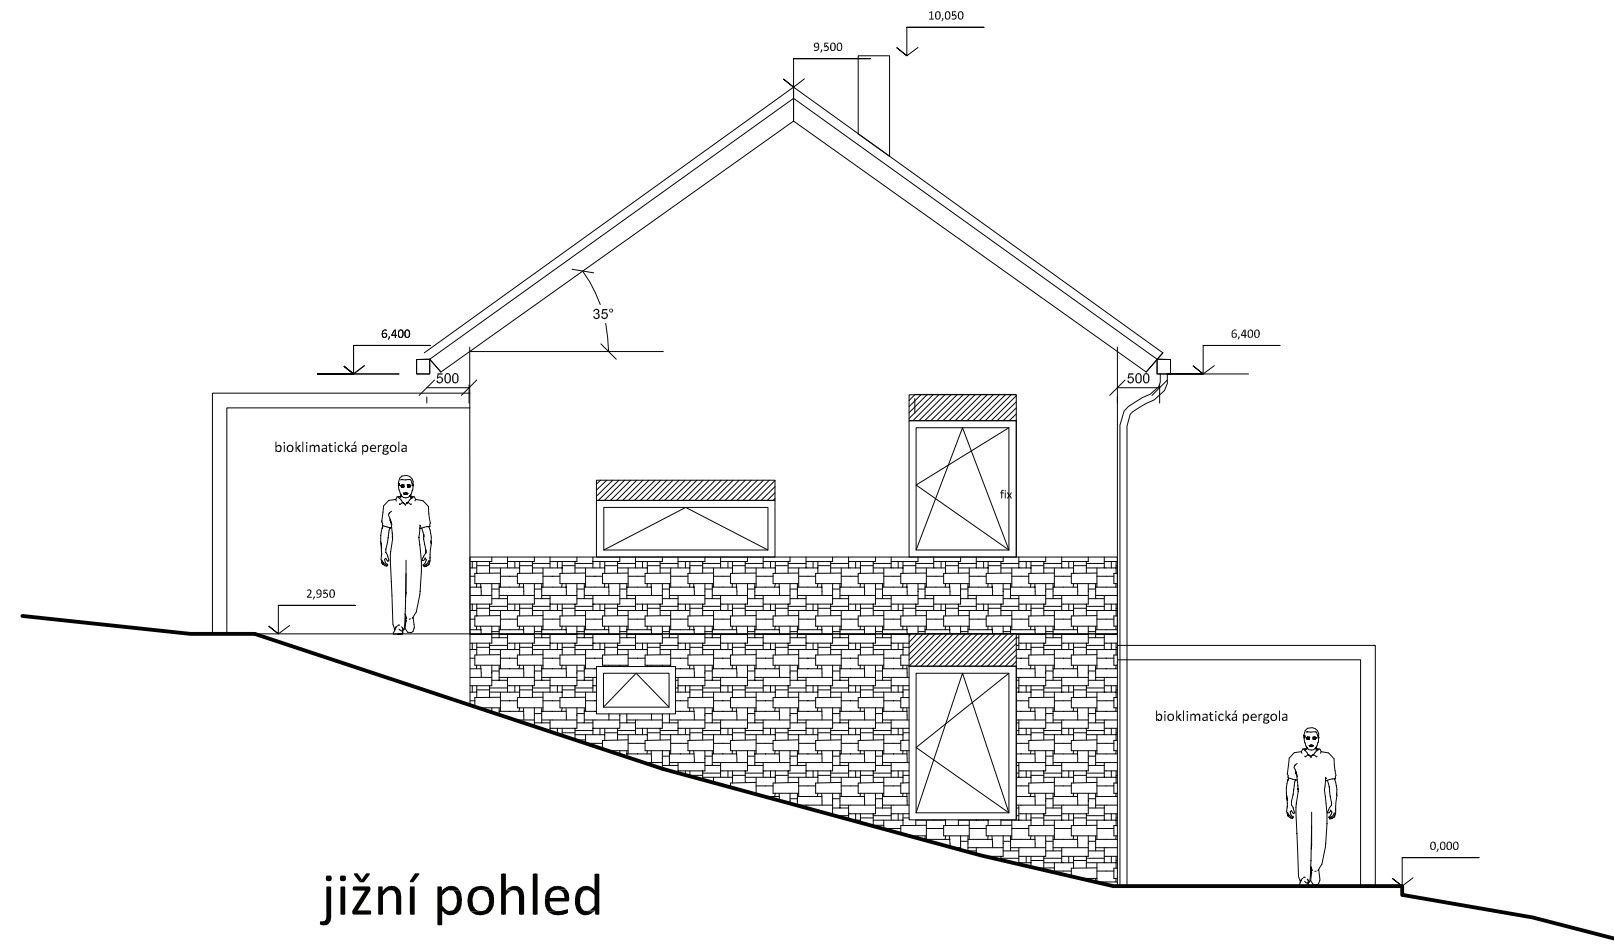 10,050
9,500
35°
6,400
6,400
500
500
bioklimatická pergola
fix
2,950
bioklimatická pergola
0,000
jižní pohled